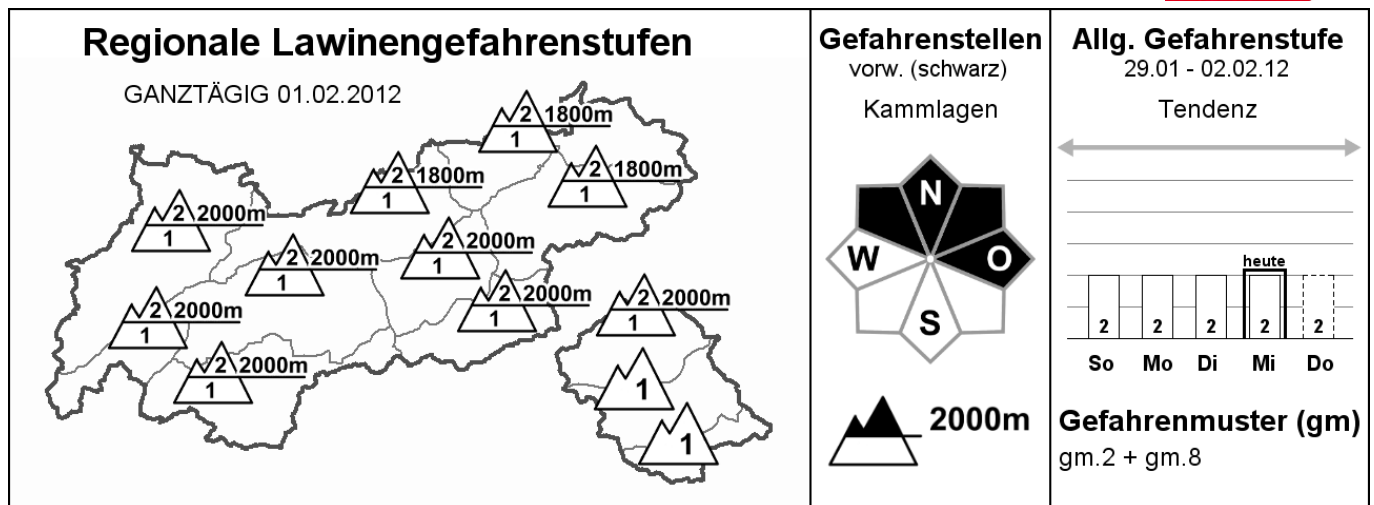 Regionale Lawinengefahrenstufen
GANZTÄGIG 01.02.2012
2 1800m
1
2 1800m
1
2 1800m
1
2 2000m
1
2 2000m
1
2 2000m
1
2 2000m
1
2 2000m
1
2 2000m
1
2 2000m
1
1
1
Gefahrenstellen
vorw. (schwarz)
Kammlagen
N
W O
S
2000m
Allg. Gefahrenstufe
29.01 - 02.02.12
Tendenz
heute
2 2 2 2 2
So Mo Di Mi Do
Gefahrenmuster (gm)
gm.2 + gm.8